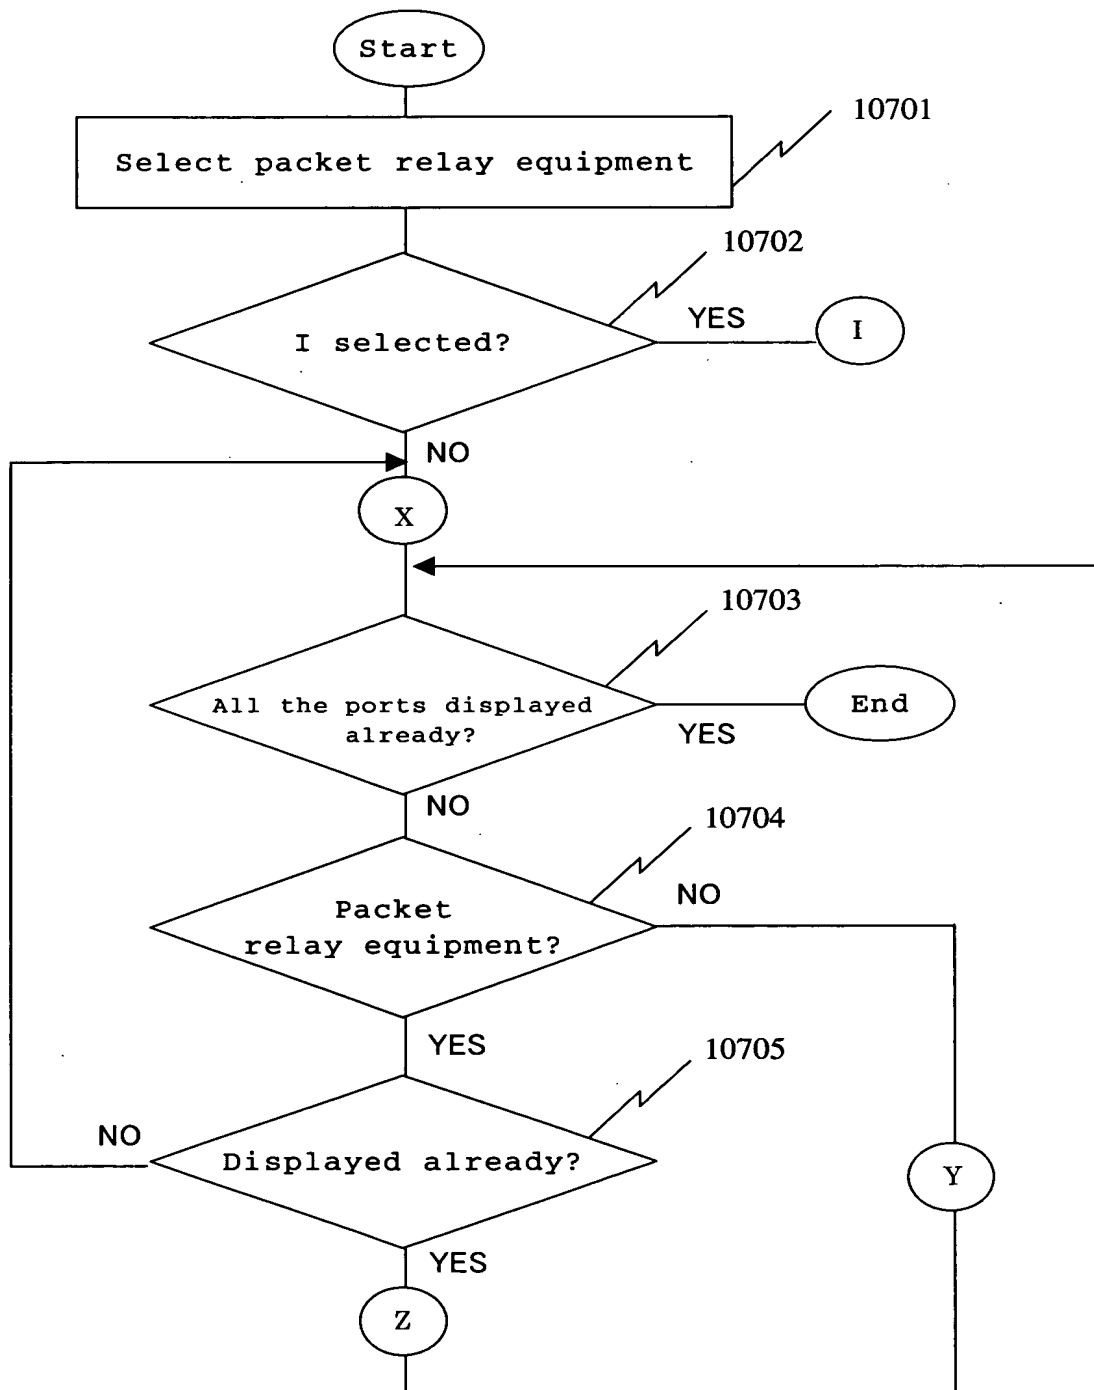 Start
10701
Select packet relay equipment
10702
YES
I
I selected?
NO
X
10703
All the ports displayed
already?
End
YES
NO
10704
NO
Packet
relay equipment?
YES
10705
NO
Displayed already?
Y
YES
Z